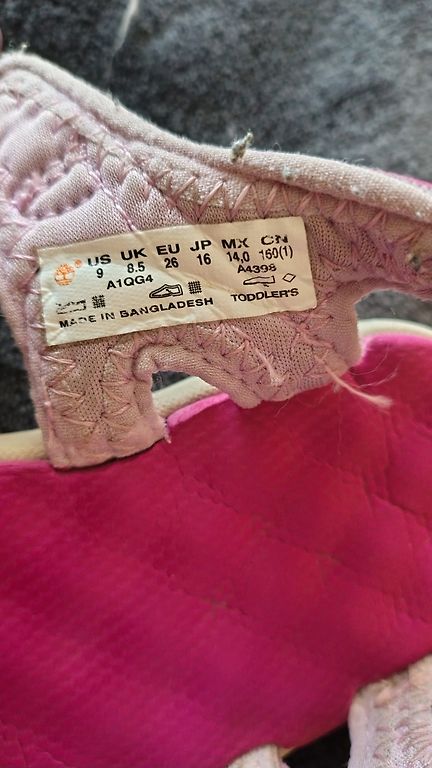 US UK EU JP MX CN
9 8.5 26 16 14,0 160(1)
A1QG4 A4398
MADE IN BANGLADESH TODDLER'S